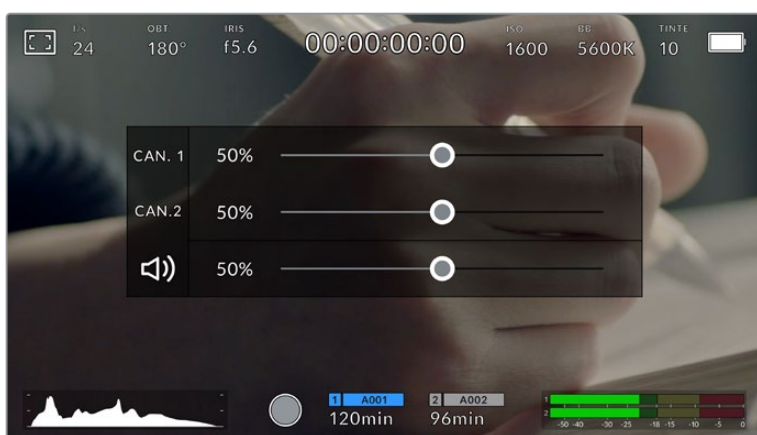 I/s OBT. IRIS 00:00:00:00 ISO BB TINTE
24 180° f5.6 1600 5600K 10
CAN. 1 50%
CAN.2 50%
50%
1 A001 2 A002
120min 96min
1
2
-50 -40 -30 -25 -18 -15 -10 -5 0